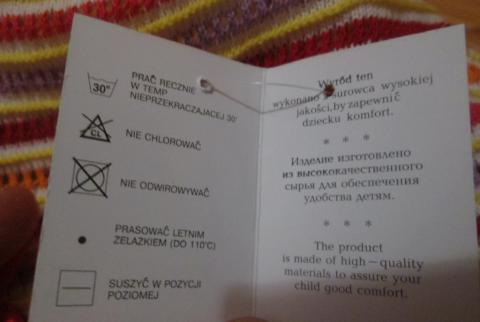 30°
PRAĆ RĘCZNIE
W TEMP
NIEPRZEKRACZAJĄCEJ 30°
CL
NIE CHLOROWAĆ
NIE ODWIROWYWAĆ
PRASOWAĆ LETNIM
ŻELAZKIEM (DO 110°C)
SUSZYĆ W POZYCJI
POZIOMEJ
Wyrób ten
wykonano z surowca wysokiej
jakości,by zapewnić
dziecku komfort.
* * *
Изделие изготовлено
из высококачественного
сырья для обеспечения
удобства детям.
* * *
The product
is made of high—quality
materials to assure your
child good comfort.